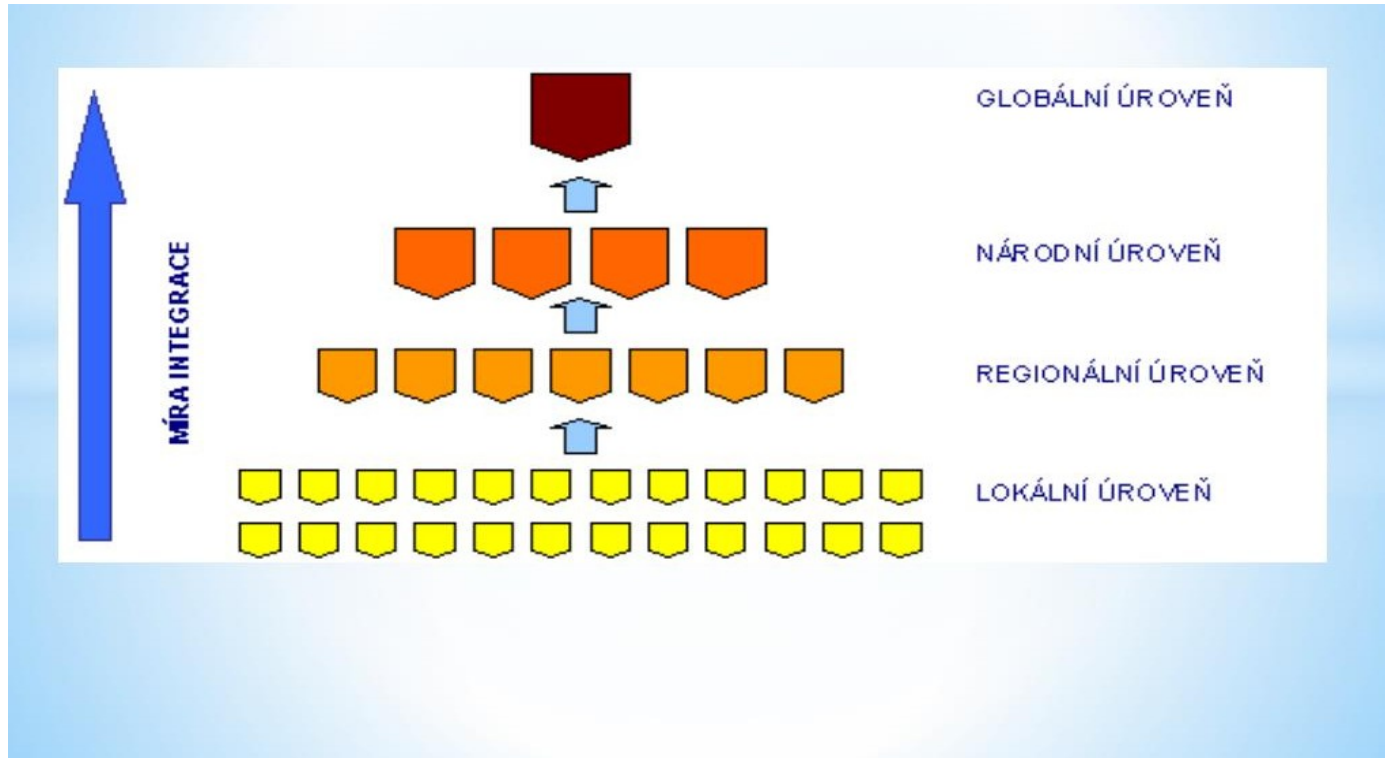 GLOBÁLNÍ ÚROVEŇ
NÁRODNÍ ÚROVEŇ
MÍRA INTEGRACE
REGIONÁLNÍ ÚROVEŇ
LOKÁLNÍ ÚROVEŇ